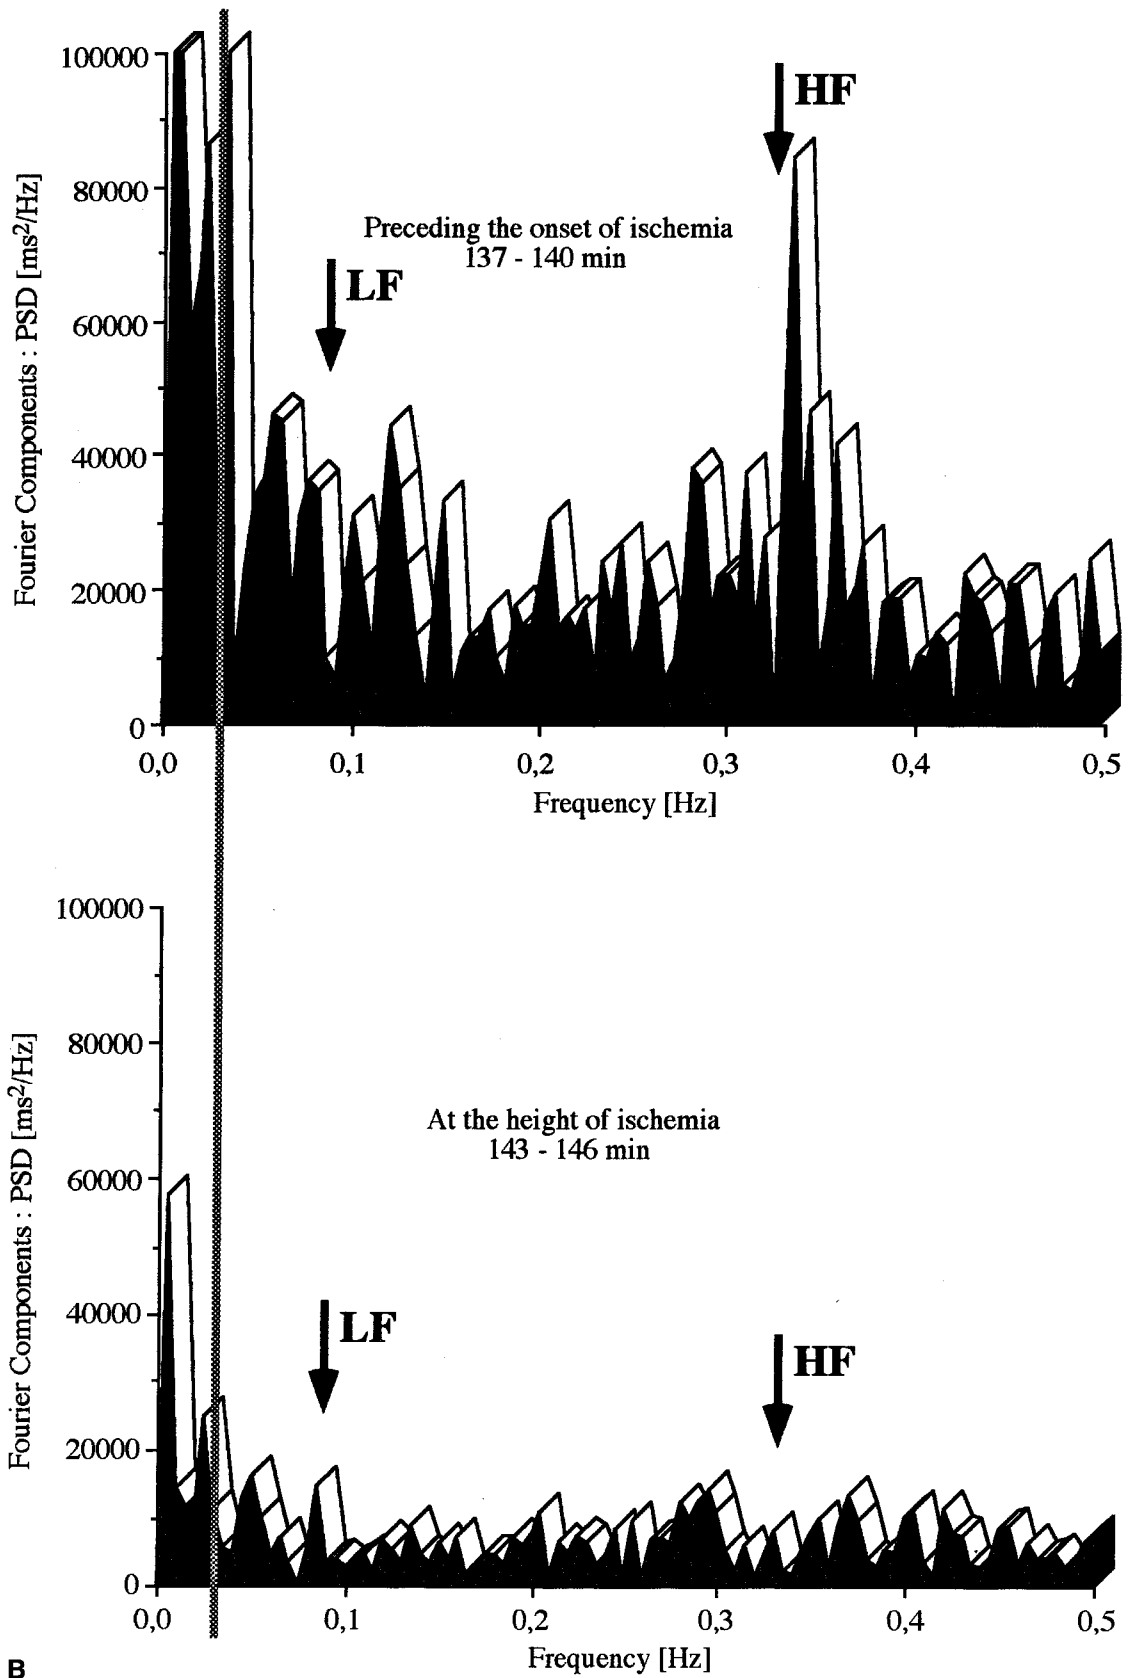 100000
80000
60000
40000
20000
0
Fourier Components : PSD [ms²/Hz]
HF
Preceding the onset of ischemia
137 - 140 min
LF
0,0
0,1
0,2
0,3
0,4
0,5
Frequency [Hz]
100000
80000
60000
40000
20000
0
Fourier Components : PSD [ms²/Hz]
At the height of ischemia
143 - 146 min
LF
HF
0,0
0,1
0,2
0,3
0,4
0,5
Frequency [Hz]
B